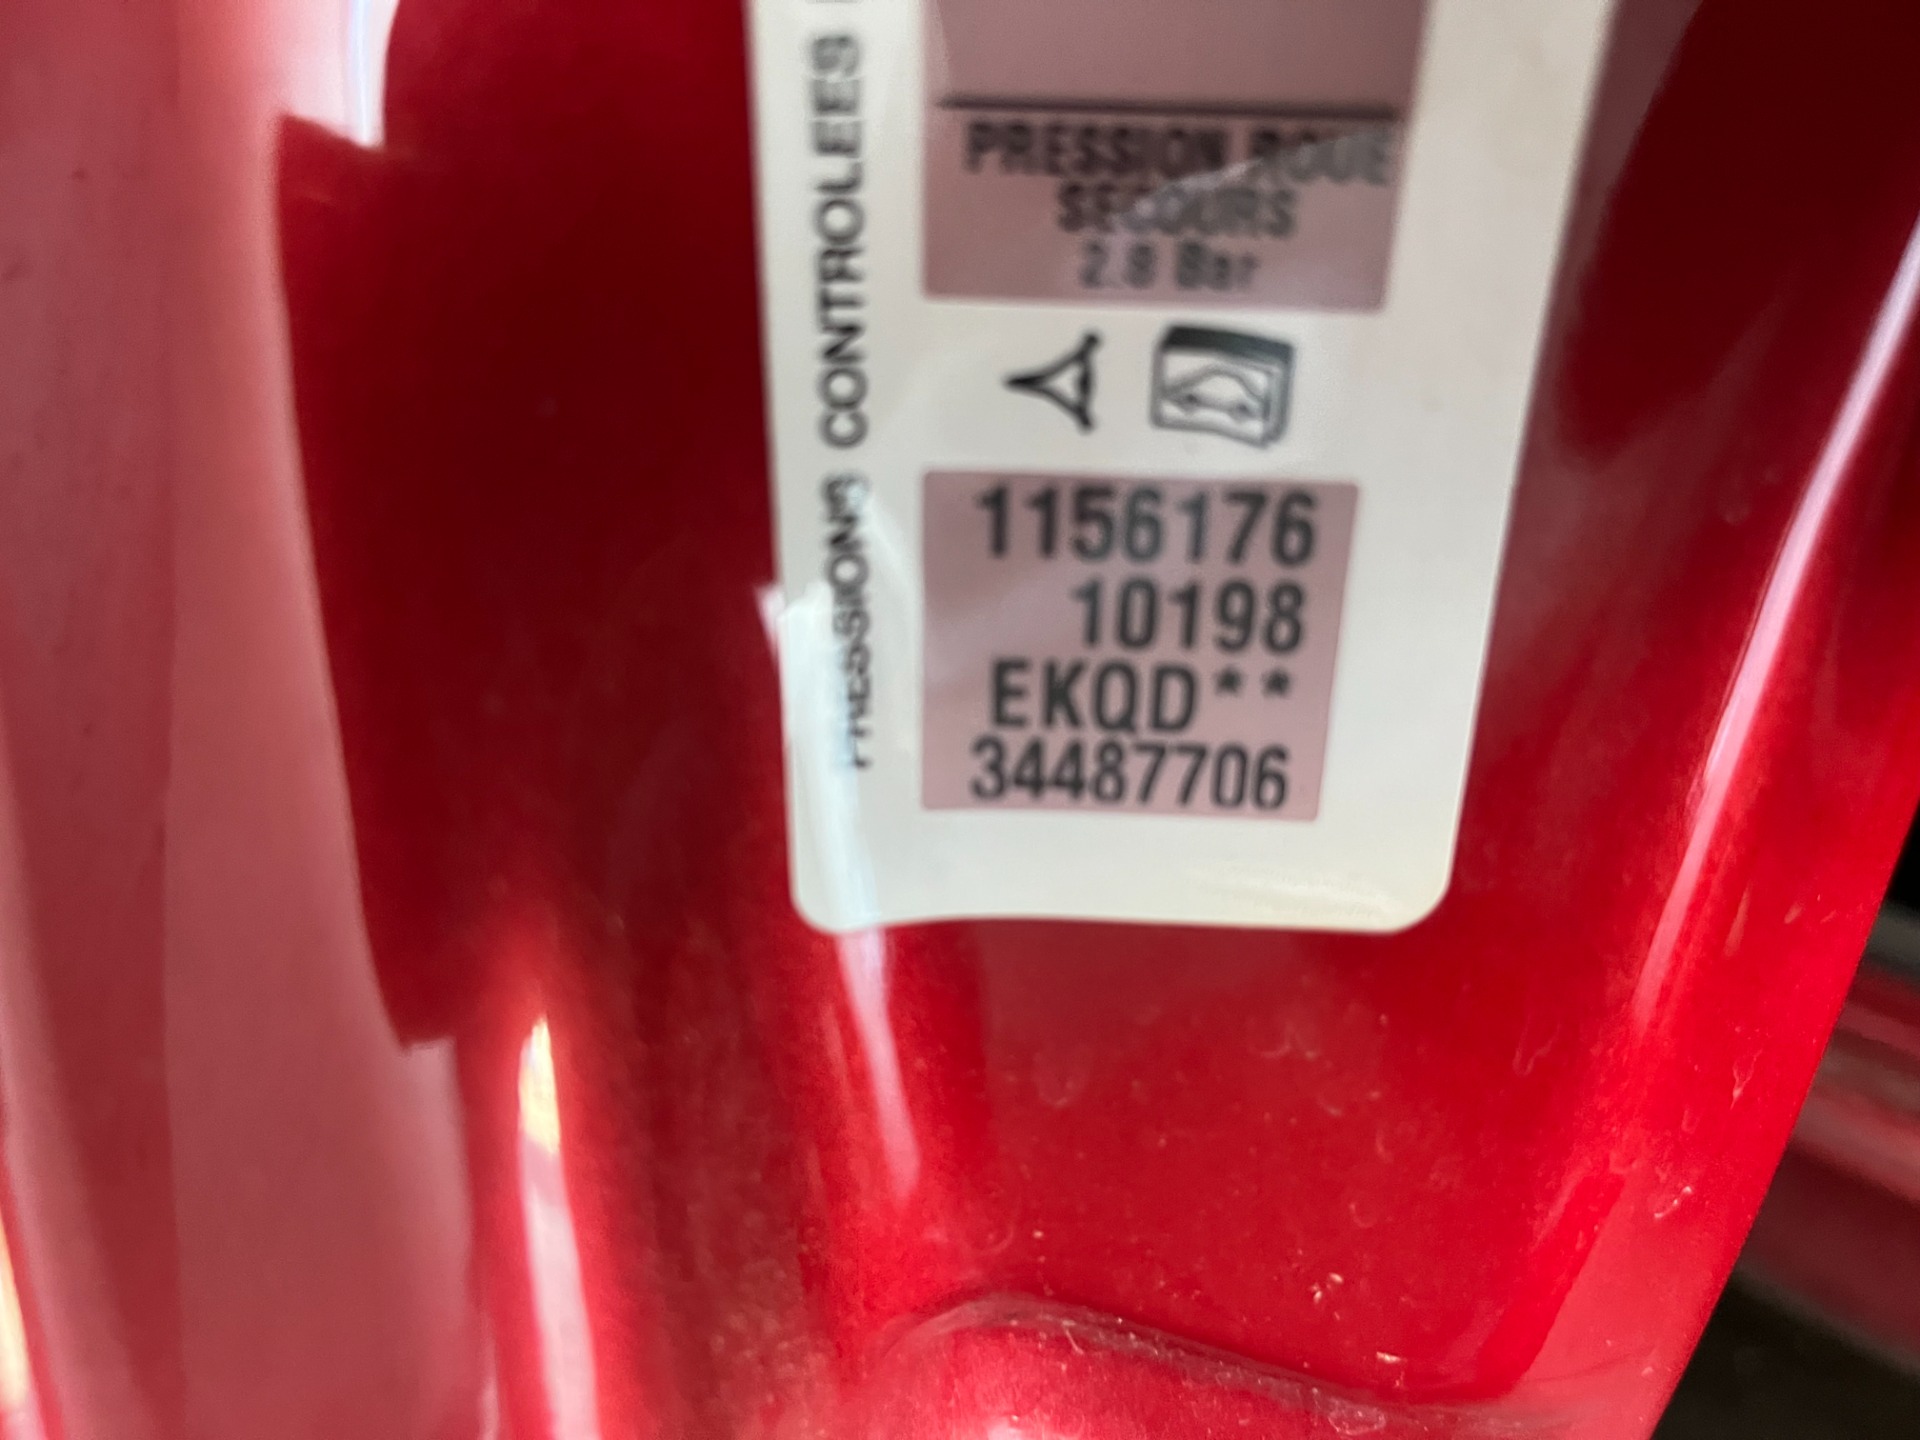 PRESSIONS CONTROLEES
PRESSION ROUE
SECOURS
2.8 Bar
1156176
10198
EKQD**
34487706